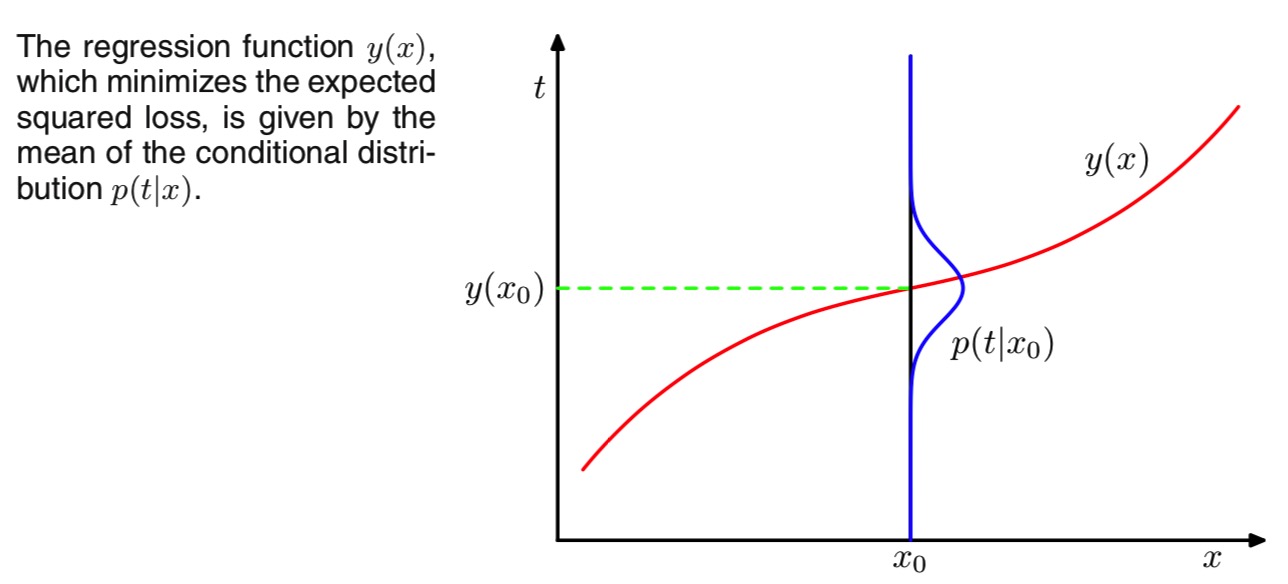 The regression function y(x),
which minimizes the expected
squared loss, is given by the
mean of the conditional distri-
bution p(t|x).
t
y(x)
y(x₀)
p(t|x₀)
x₀
x